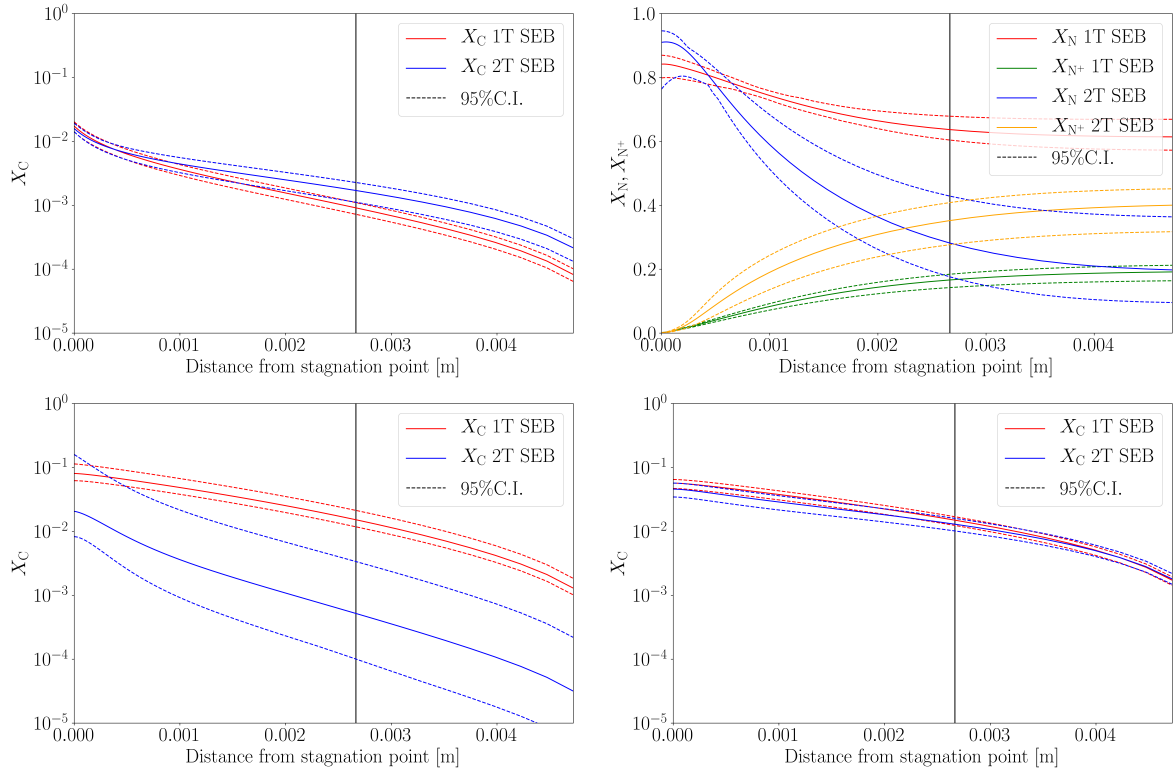 10^0
10^{-1}
10^{-2}
10^{-3}
10^{-4}
10^{-5}
X_C
X_C 1T SEB
X_C 2T SEB
95%C.I.
0.000 0.001 0.002 0.003 0.004
Distance from stagnation point [m]
1.0
0.8
0.6
0.4
0.2
0.0
X_N, X_{N^+}
X_N 1T SEB
X_{N^+} 1T SEB
X_N 2T SEB
X_{N^+} 2T SEB
95%C.I.
0.000 0.001 0.002 0.003 0.004
Distance from stagnation point [m]
10^0
10^{-1}
10^{-2}
10^{-3}
10^{-4}
10^{-5}
X_C
X_C 1T SEB
X_C 2T SEB
95%C.I.
0.000 0.001 0.002 0.003 0.004
Distance from stagnation point [m]
10^0
10^{-1}
10^{-2}
10^{-3}
10^{-4}
10^{-5}
X_C
X_C 1T SEB
X_C 2T SEB
95%C.I.
0.000 0.001 0.002 0.003 0.004
Distance from stagnation point [m]